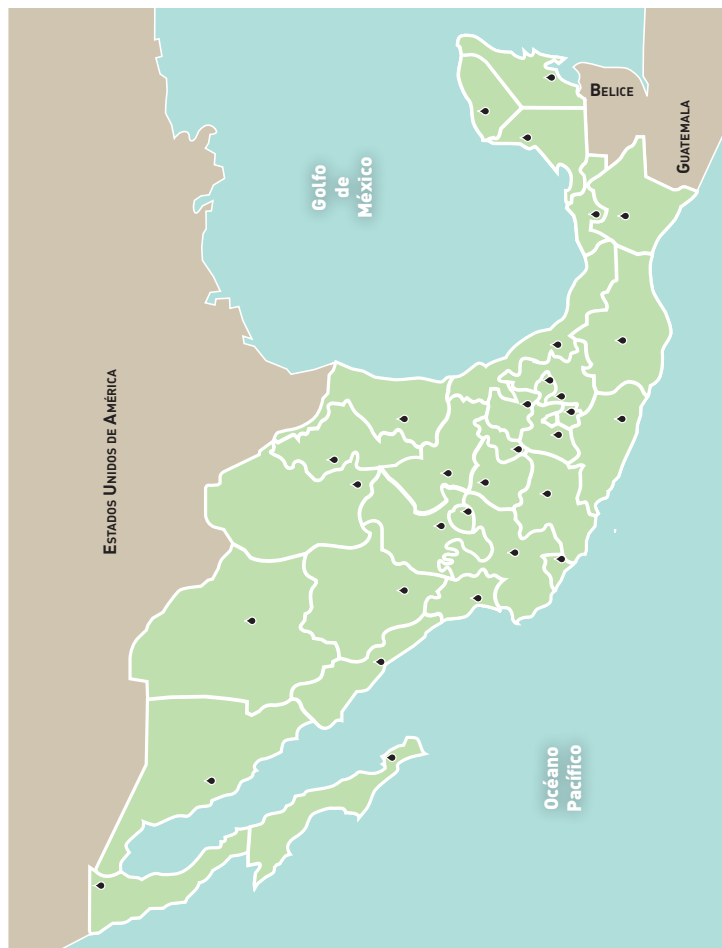 ESTADOS UNIDOS DE AMÉRICA
Golfo
de
México
BELICE
GUATEMALA
Océano
Pacífico